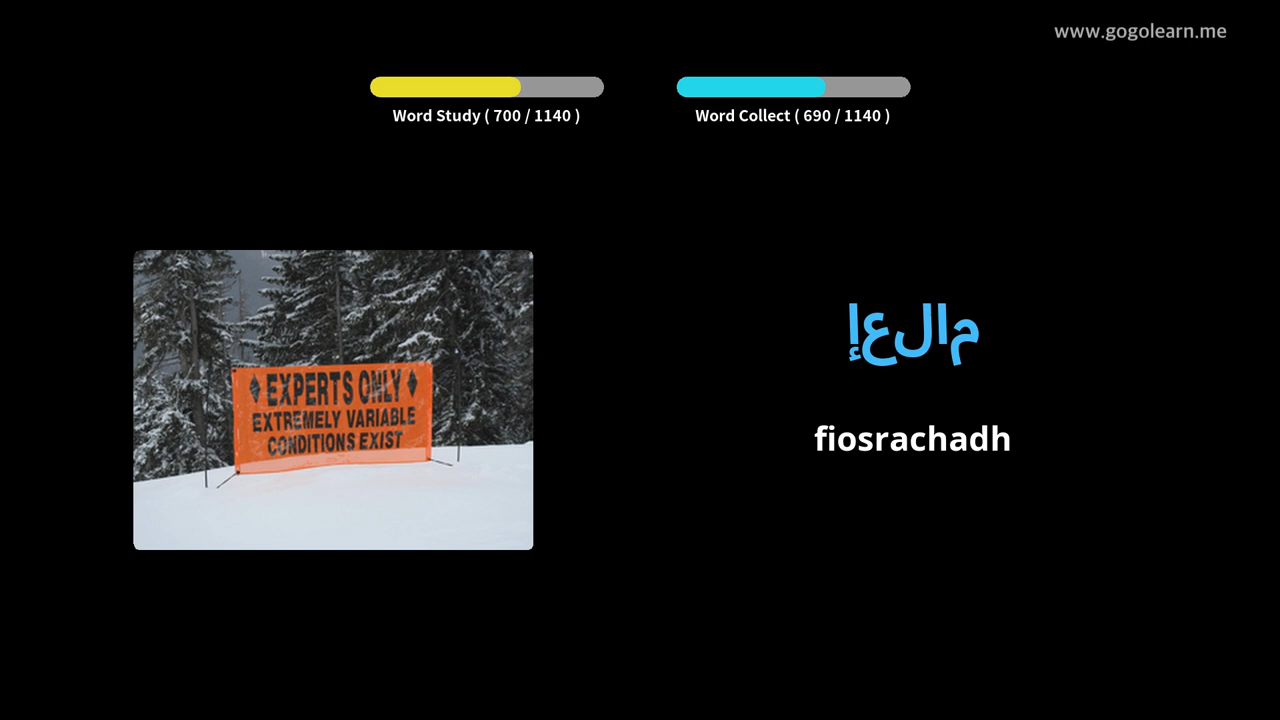 www.gogolearn.me
Word Study ( 700 / 1140 )
Word Collect ( 690 / 1140 )
EXPERTS ONLY
EXTREMELY VARIABLE
CONDITIONS EXIST
إعلام
fiosrachadh